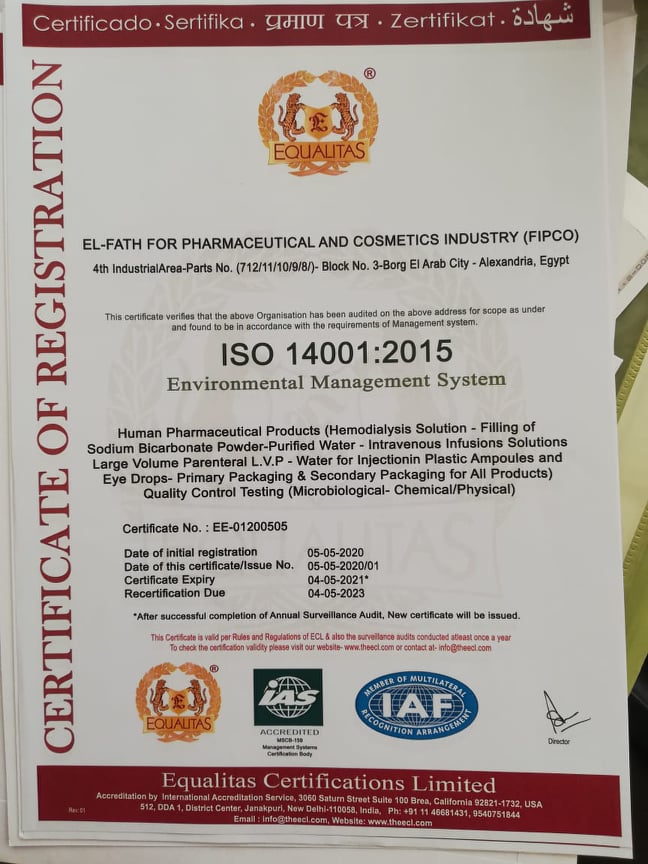 Certificado • Sertifika • प्रमाण पत्र • Zertifikat • شهادة
CERTIFICATE OF REGISTRATION
®
E
EQUALITAS
EL-FATH FOR PHARMACEUTICAL AND COSMETICS INDUSTRY (FIPCO)
4th IndustrialArea-Parts No. (712/11/10/9/8/)- Block No. 3-Borg El Arab City - Alexandria, Egypt
This certificate verifies that the above Organisation has been audited on the above address for scope as under
and found to be in accordance with the requirements of Management system.
ISO 14001:2015
Environmental Management System
Human Pharmaceutical Products (Hemodialysis Solution - Filling of
Sodium Bicarbonate Powder-Purified Water - Intravenous Infusions Solutions
Large Volume Parenteral L.V.P - Water for Injectionin Plastic Ampoules and
Eye Drops- Primary Packaging & Secondary Packaging for All Products)
Quality Control Testing (Microbiological- Chemical/Physical)
EQUALITAS
Certificate No. : EE-01200505
Date of initial registration 05-05-2020
Date of this certificate/Issue No. 05-05-2020/01
Certificate Expiry 04-05-2021*
Recertification Due 04-05-2023
*After successful completion of Annual Surveillance Audit, New certificate will be issued.
This Certificate is valid per Rules and Regulations of ECL & also the surveillance audits conducted atleast once a year
To check the certification validity please visit our website- www.theecl.com or contact at- info@theecl.com
®
E
EQUALITAS
IAS
ACCREDITED
MSCB-150
Management Systems
Certification Body
MEMBER OF MULTILATERAL
IAF
RECOGNITION ARRANGEMENT
Director
Equalitas Certifications Limited
Accreditation by International Accreditation Service, 3060 Saturn Street Suite 100 Brea, California 92821-1732, USA
512, DDA 1, District Center, Janakpuri, New Delhi-110058, India, Ph: +91 11 46681431, 9540751844
Email : info@theecl.com, Website: www.theecl.com
Rev: 01